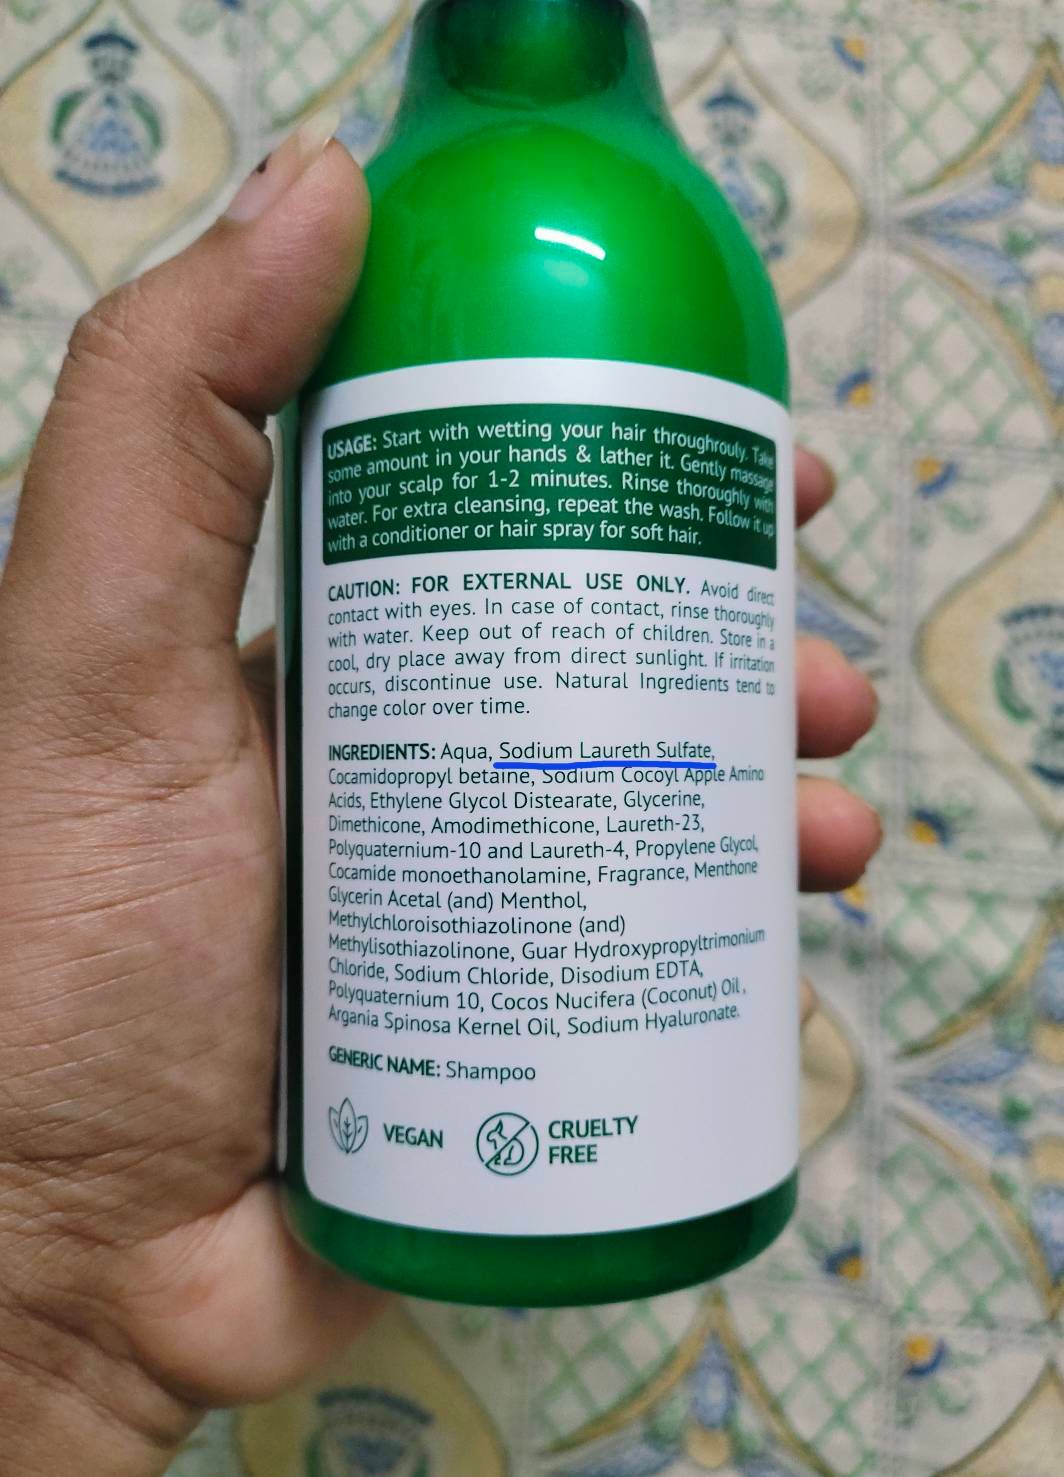 USAGE: Start with wetting your hair throughrouly. Take
some amount in your hands & lather it. Gently massage
into your scalp for 1-2 minutes. Rinse thoroughly with
water. For extra cleansing, repeat the wash. Follow it up
with a conditioner or hair spray for soft hair.
CAUTION: FOR EXTERNAL USE ONLY. Avoid direct
contact with eyes. In case of contact, rinse thoroughly
with water. Keep out of reach of children. Store in a
cool, dry place away from direct sunlight. If irritation
occurs, discontinue use. Natural Ingredients tend to
change color over time.
INGREDIENTS: Aqua, Sodium Laureth Sulfate,
Cocamidopropyl betaine, Sodium Cocoyl Apple Amino
Acids, Ethylene Glycol Distearate, Glycerine,
Dimethicone, Amodimethicone, Laureth-23,
Polyquaternium-10 and Laureth-4, Propylene Glycol,
Cocamide monoethanolamine, Fragrance, Menthone
Glycerin Acetal (and) Menthol,
Methylchloroisothiazolinone (and)
Methylisothiazolinone, Guar Hydroxypropyltrimonium
Chloride, Sodium Chloride, Disodium EDTA,
Polyquaternium 10, Cocos Nucifera (Coconut) Oil,
Argania Spinosa Kernel Oil, Sodium Hyaluronate.
GENERIC NAME: Shampoo
VEGAN
CRUELTY
FREE